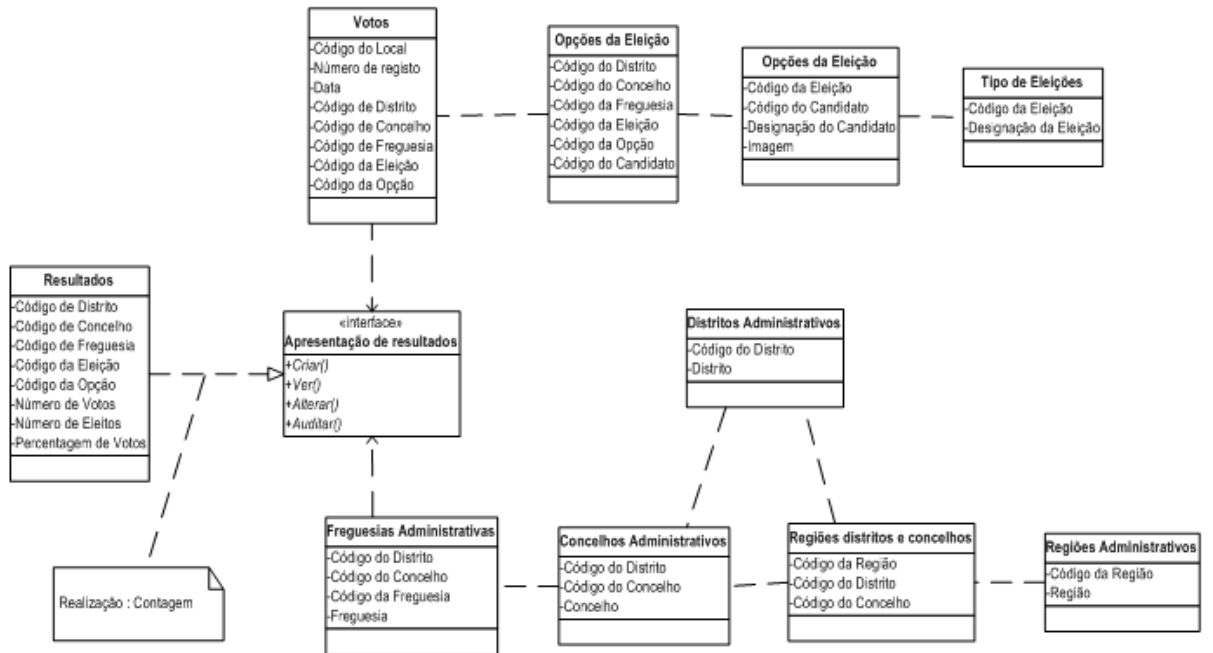 Votos
-Código do Local
-Número de registo
-Data
-Código de Distrito
-Código de Concelho
-Código de Freguesia
-Código da Eleição
-Código da Opção
Opções da Eleição
-Código do Distrito
-Código do Concelho
-Código da Freguesia
-Código da Eleição
-Código da Opção
-Código do Candidato
Opções da Eleição
-Código da Eleição
-Código do Candidato
-Designação do Candidato
-Imagem
Tipo de Eleições
-Código da Eleição
-Designação da Eleição
Resultados
-Código de Distrito
-Código de Concelho
-Código de Freguesia
-Código da Eleição
-Código da Opção
-Número de Votos
-Número de Eleitos
-Percentagem de Votos
«interface»
Apresentação de resultados
+Criar()
+Ver()
+Alterar()
+Auditar()
Distritos Administrativos
-Código do Distrito
-Distrito
Realização : Contagem
Freguesias Administrativas
-Código do Distrito
-Código do Concelho
-Código da Freguesia
-Freguesia
Concelhos Administrativos
-Código do Distrito
-Código do Concelho
-Concelho
Regiões distritos e concelhos
-Código da Região
-Código do Distrito
-Código do Concelho
Regiões Administrativos
-Código da Região
-Região